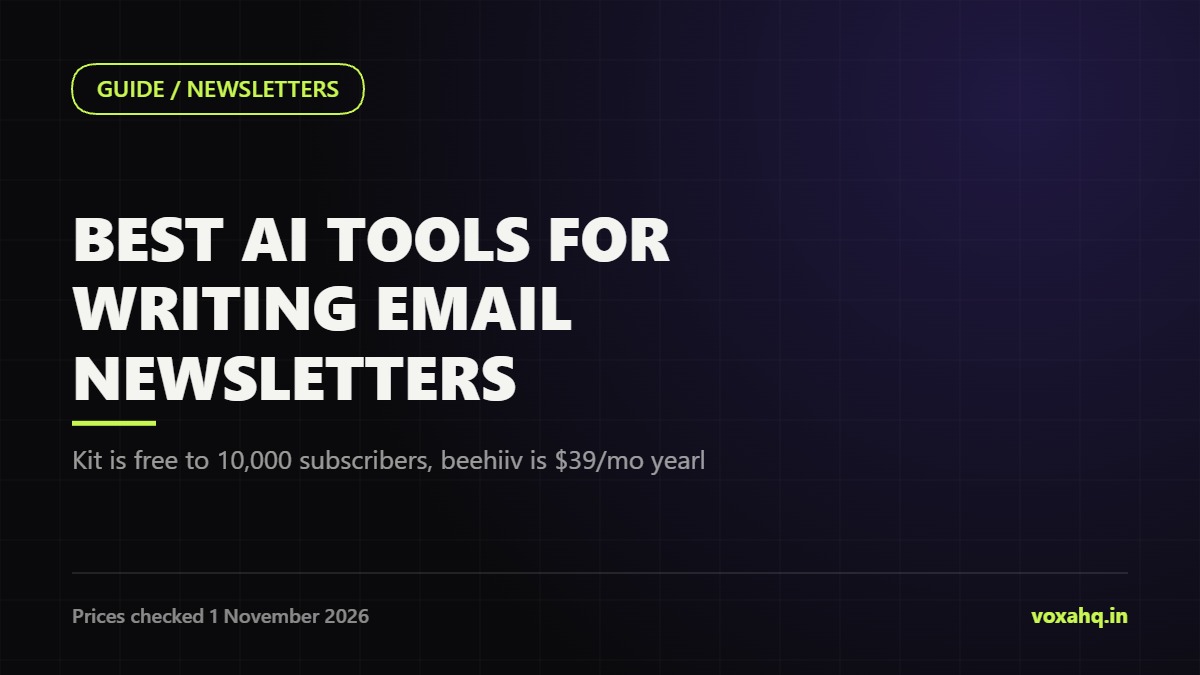 GUIDE / NEWSLETTERS
BEST AI TOOLS FOR
WRITING EMAIL
NEWSLETTERS
Kit is free to 10,000 subscribers, beehiiv is $39/mo yearl
Prices checked 1 November 2026
voxahq.in